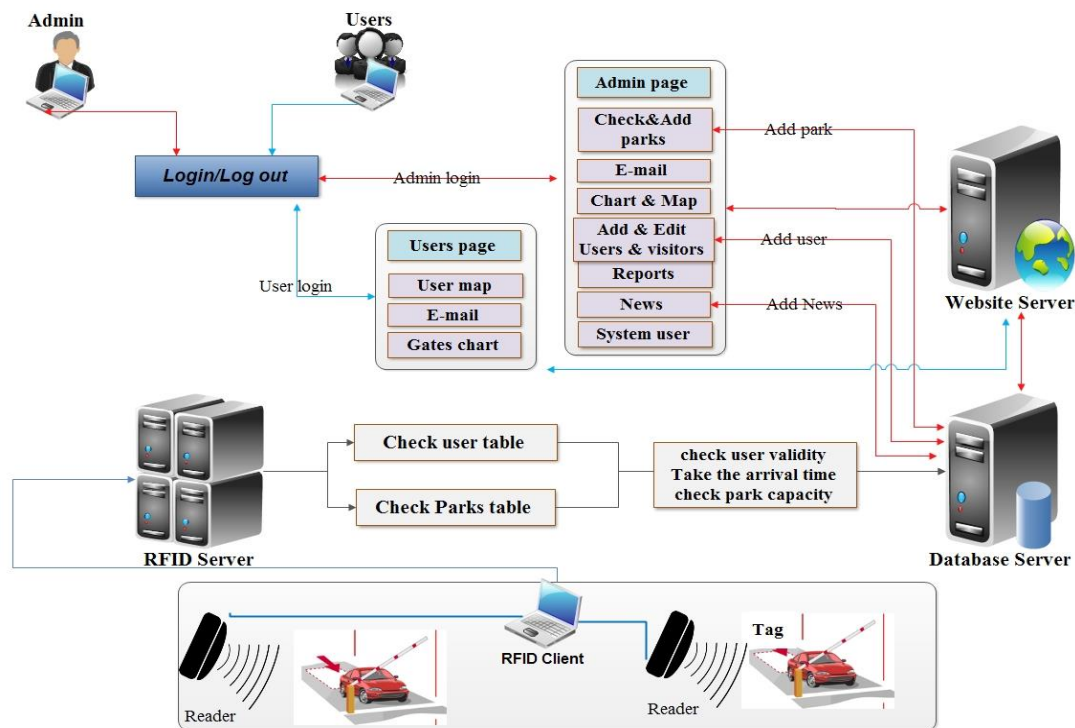 Admin
Users
Login/Log out
Admin login
User login
Users page
User map
E-mail
Gates chart
Admin page
Check&Add
parks
E-mail
Chart & Map
Add & Edit
Users & visitors
Reports
News
System user
Add park
Add user
Add News
Website Server
RFID Server
Check user table
Check Parks table
check user validity
Take the arrival time
check park capacity
Database Server
Reader
RFID Client
Reader
Tag